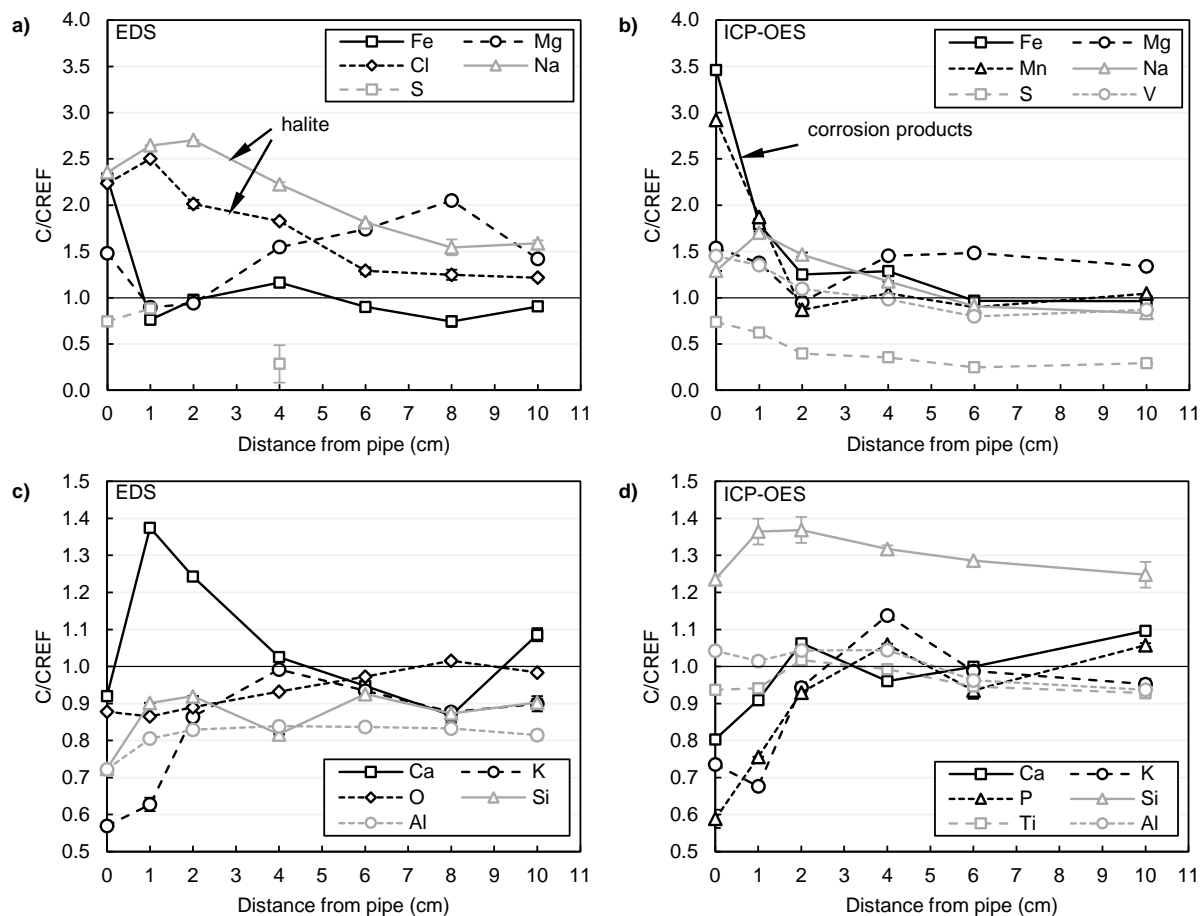 a)
EDS
Fe Mg
Cl Na
S
halite
C/CREF
4.0
3.5
3.0
2.5
2.0
1.5
1.0
0.5
0.0
0 1 2 3 4 5 6 7 8 9 10 11
Distance from pipe (cm)
b)
ICP-OES
Fe Mg
Mn Na
S V
corrosion products
C/CREF
4.0
3.5
3.0
2.5
2.0
1.5
1.0
0.5
0.0
0 1 2 3 4 5 6 7 8 9 10 11
Distance from pipe (cm)
c)
EDS
C/CREF
1.5
1.4
1.3
1.2
1.1
1.0
0.9
0.8
0.7
0.6
0.5
Ca K
O Si
Al
0 1 2 3 4 5 6 7 8 9 10 11
Distance from pipe (cm)
d)
ICP-OES
C/CREF
1.5
1.4
1.3
1.2
1.1
1.0
0.9
0.8
0.7
0.6
0.5
Ca K
P Si
Ti Al
0 1 2 3 4 5 6 7 8 9 10 11
Distance from pipe (cm)